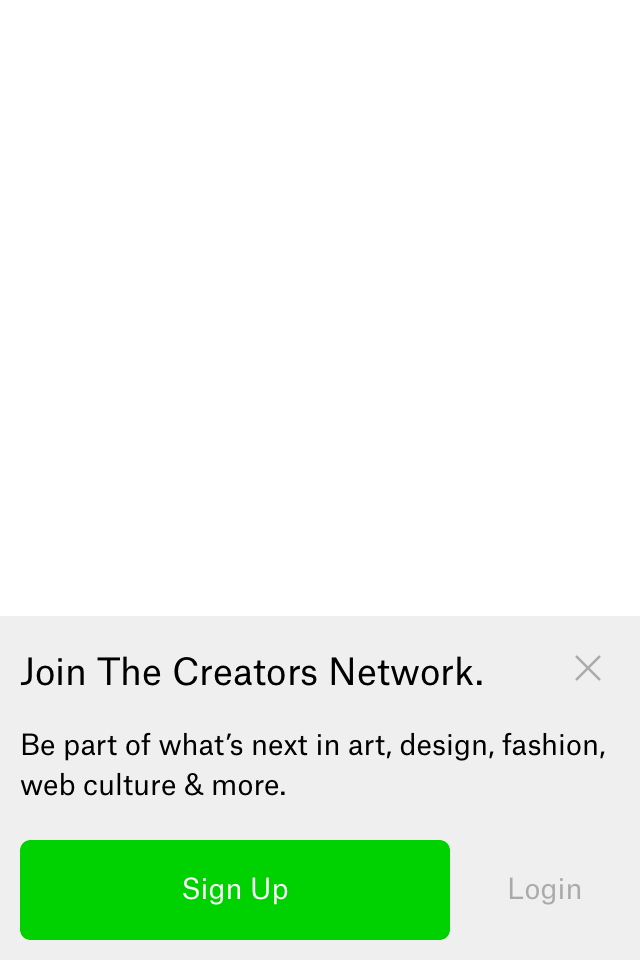 Join The Creators Network.
Be part of what’s next in art, design, fashion,
web culture & more.
Sign Up
Login